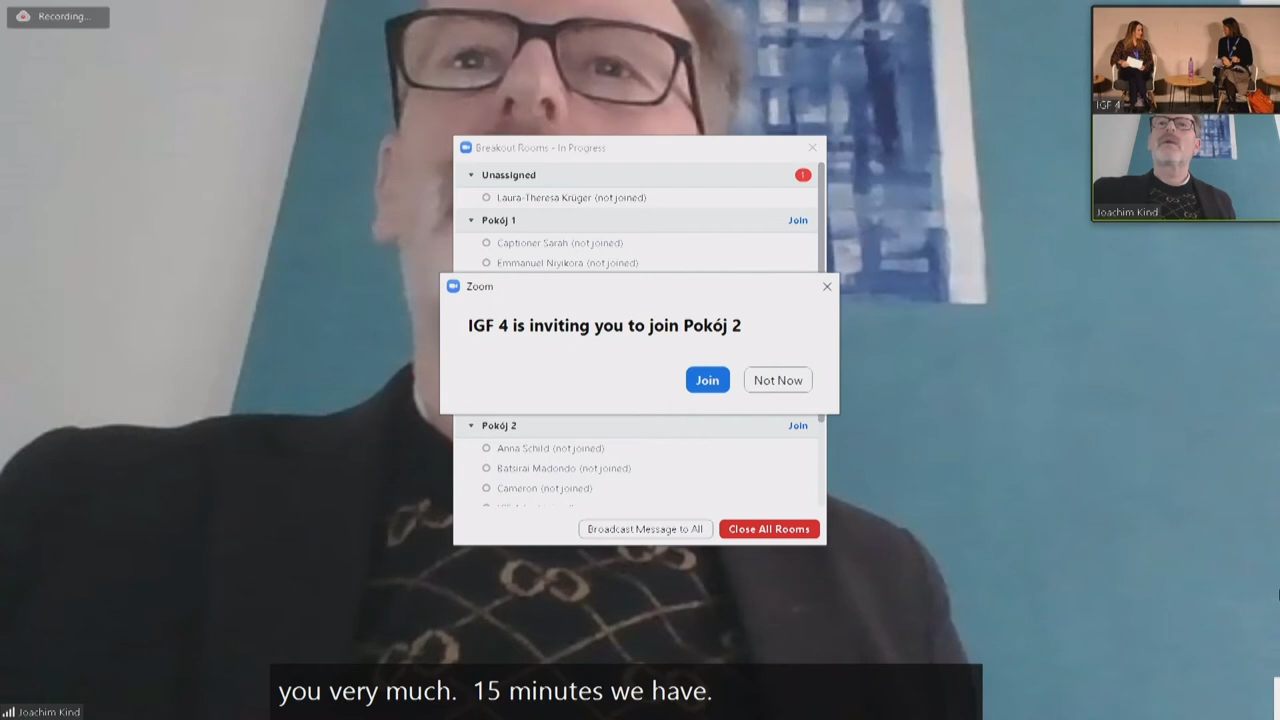 Recording...
IGF 4
Joachim Kind
Breakout Rooms - In Progress
Unassigned
1
Laura-Theresa Krüger (not joined)
Pokój 1
Join
Captioner Sarah (not joined)
Emmanuel Niyikora (not joined)
Zoom
IGF 4 is inviting you to join Pokój 2
Join
Not Now
Pokój 2
Join
Anna Schild (not joined)
Batsirai Madondo (not joined)
Cameron (not joined)
Broadcast Message to All
Close All Rooms
you very much. 15 minutes we have.
Joachim Kind